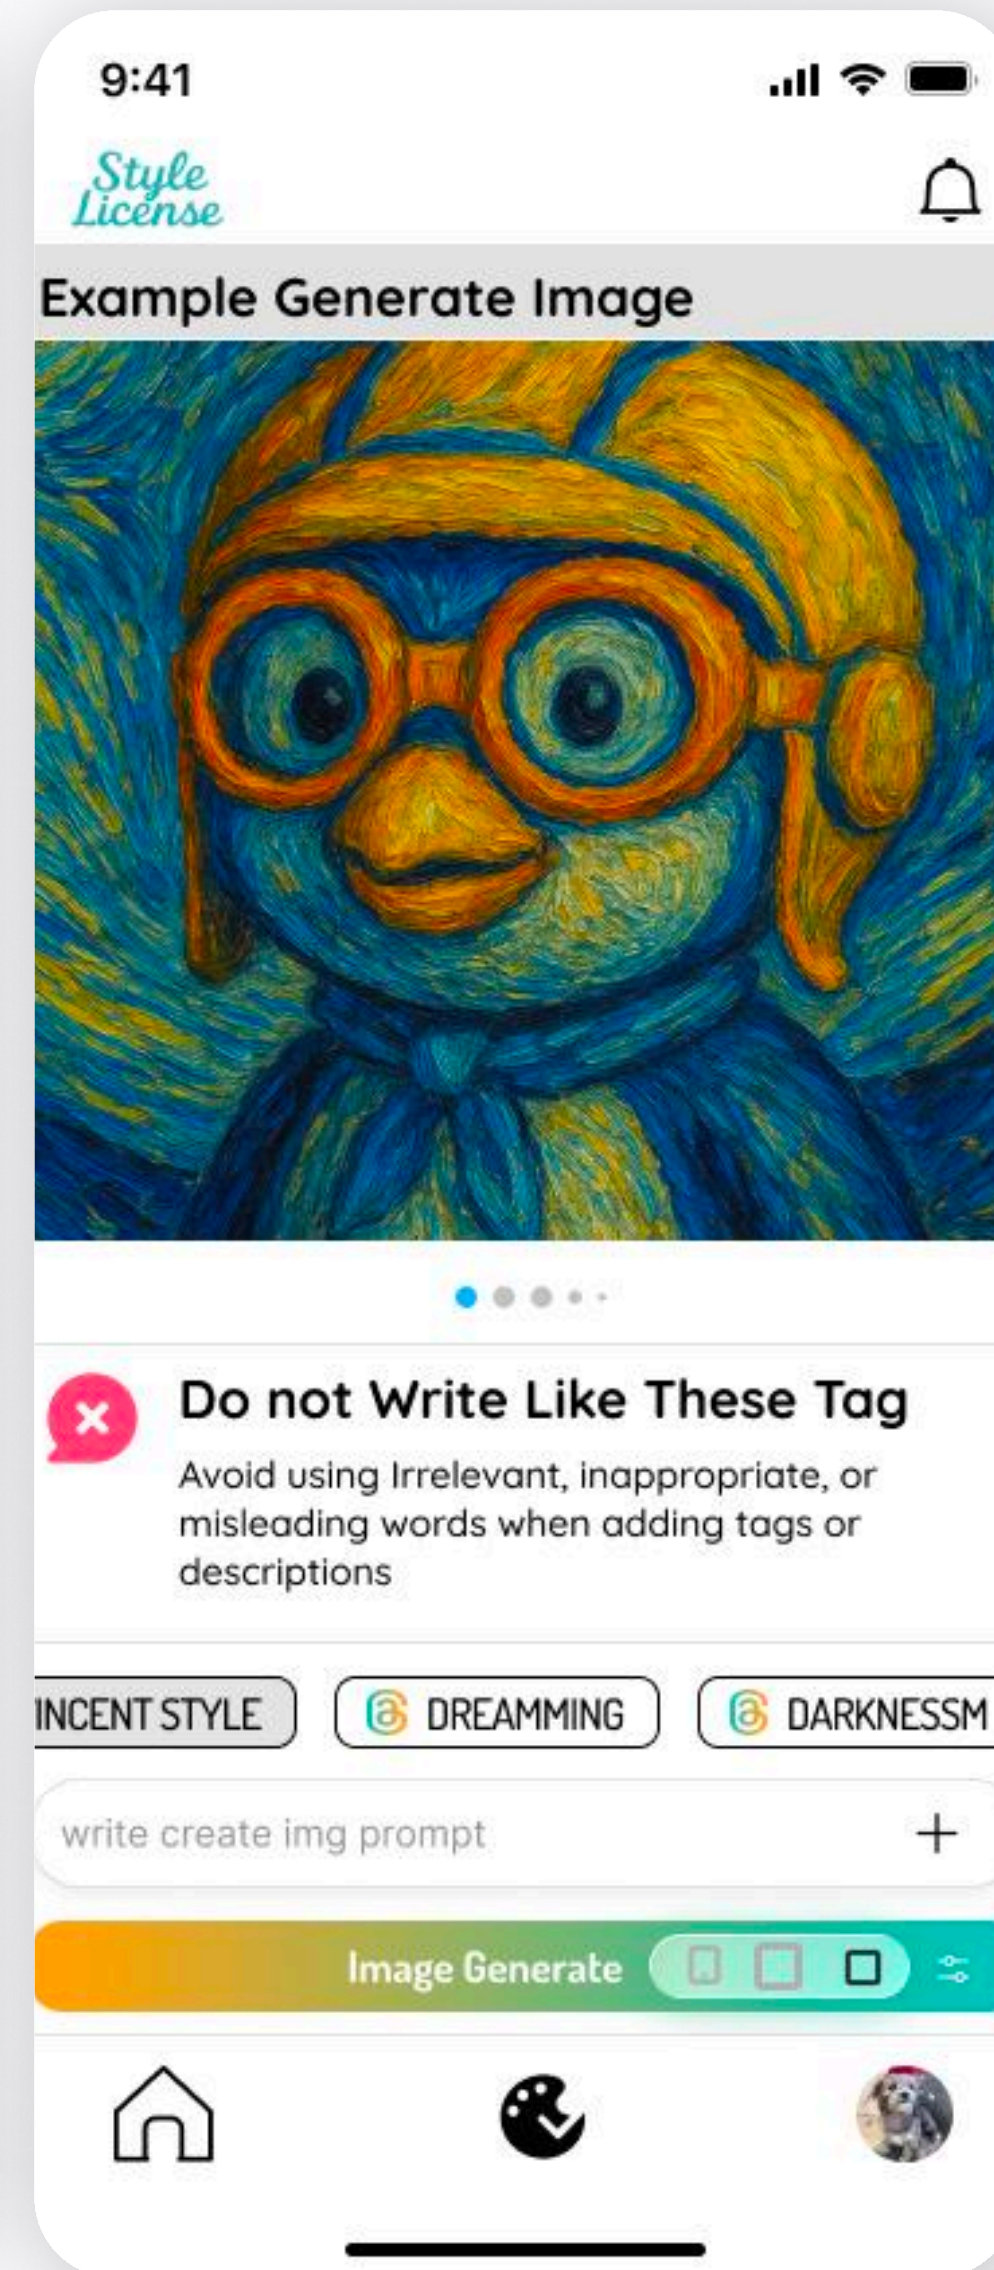 9:41
Style
License
Example Generate Image
Do not Write Like These Tag
Avoid using Irrelevant, inappropriate, or
misleading words when adding tags or
descriptions
INCENT STYLE
DREAMMING
DARKNESSM
write create img prompt
Image Generate